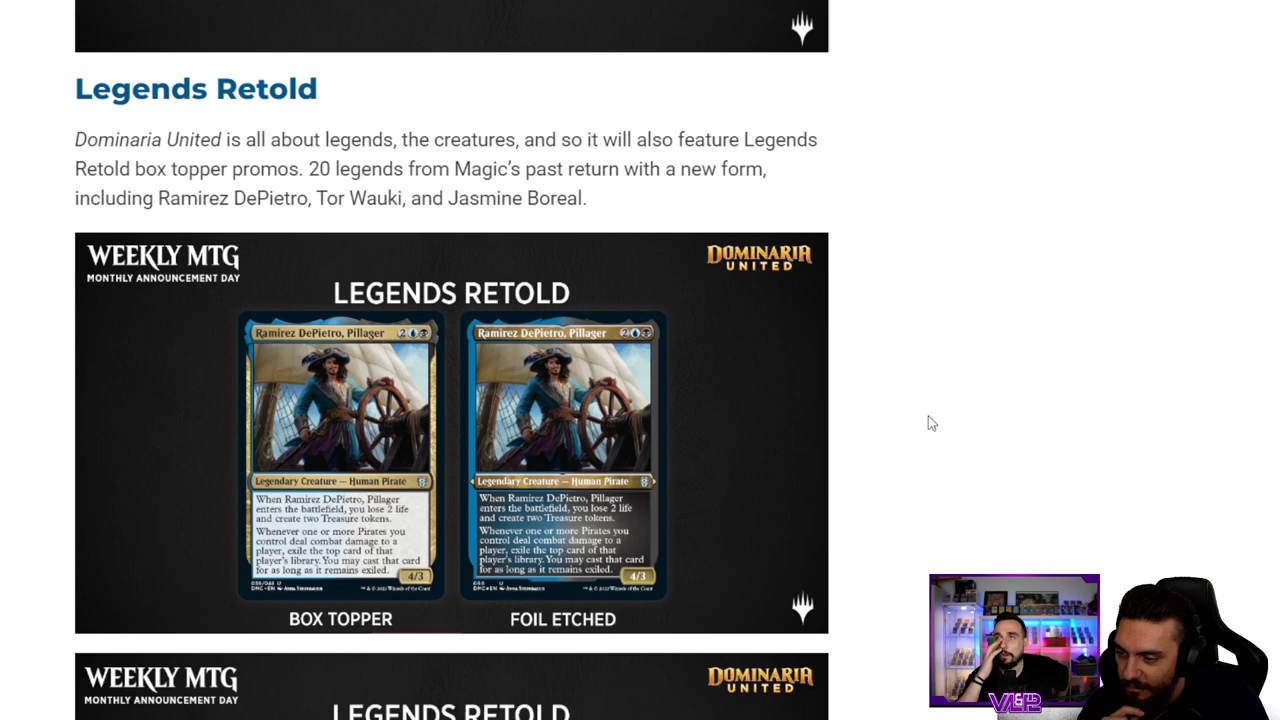 Legends Retold
Dominaria United is all about legends, the creatures, and so it will also feature Legends
Retold box topper promos. 20 legends from Magic's past return with a new form,
including Ramirez DePietro, Tor Wauki, and Jasmine Boreal.
WEEKLY MTG
MONTHLY ANNOUNCEMENT DAY
DOMINARIA
UNITED
LEGENDS RETOLD
Ramirez DePietro, Pillager 2
Legendary Creature — Human Pirate
When Ramirez DePietro, Pillager
enters the battlefield, you lose 2 life
and create two Treasure tokens.
Whenever one or more Pirates you
control deal combat damage to a
player, exile the top card of that
player's library. You may cast that card
for as long as it remains exiled.
4/3
BOX TOPPER
Ramirez DePietro, Pillager 2
Legendary Creature — Human Pirate
When Ramirez DePietro, Pillager
enters the battlefield, you lose 2 life
and create two Treasure tokens.
Whenever one or more Pirates you
control deal combat damage to a
player, exile the top card of that
player's library. You may cast that card
for as long as it remains exiled.
4/3
FOIL ETCHED
WEEKLY MTG
MONTHLY ANNOUNCEMENT DAY
DOMINARIA
UNITED
LEGENDS RETOLD